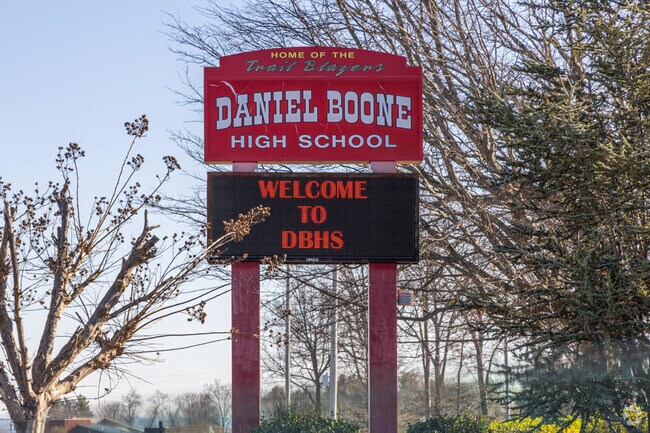 HOME OF THE
Trail Blazers
DANIEL BOONE
HIGH SCHOOL
WELCOME
TO
DBHS